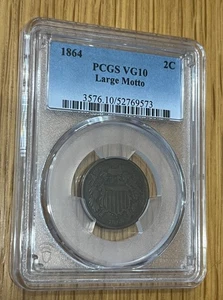 1864 2C
PCGS VG10
Large Motto
3576.10/52769573